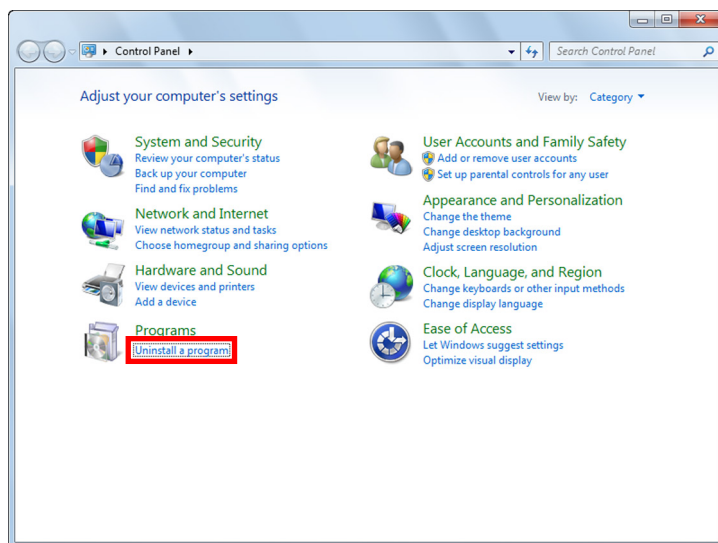 Control Panel
Search Control Panel
Adjust your computer's settings
View by: Category
System and Security
Review your computer's status
Back up your computer
Find and fix problems
Network and Internet
View network status and tasks
Choose homegroup and sharing options
Hardware and Sound
View devices and printers
Add a device
Programs
Uninstall a program
User Accounts and Family Safety
Add or remove user accounts
Set up parental controls for any user
Appearance and Personalization
Change the theme
Change desktop background
Adjust screen resolution
Clock, Language, and Region
Change keyboards or other input methods
Change display language
Ease of Access
Let Windows suggest settings
Optimize visual display